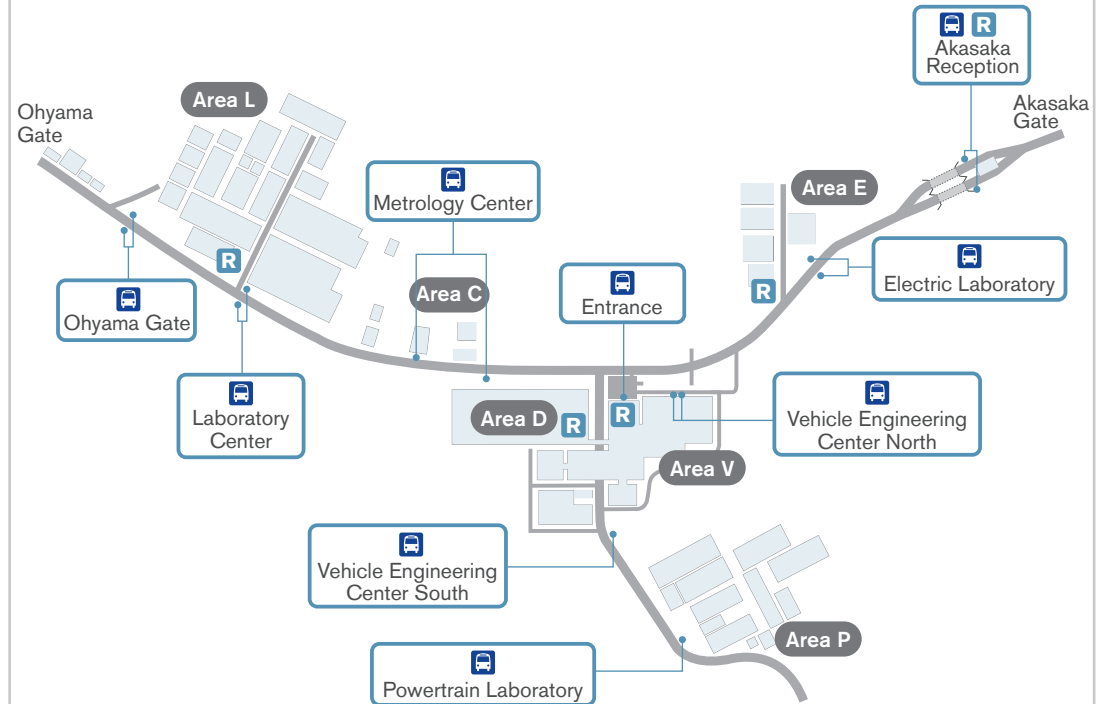 R
Akasaka
Reception
Akasaka
Gate
Area L
Ohyama
Gate
Metrology Center
Area E
R
Area C
Entrance
R
Electric Laboratory
Ohyama Gate
Laboratory
Center
Area D
R
R
Vehicle Engineering
Center North
Area V
Vehicle Engineering
Center South
Area P
Powertrain Laboratory